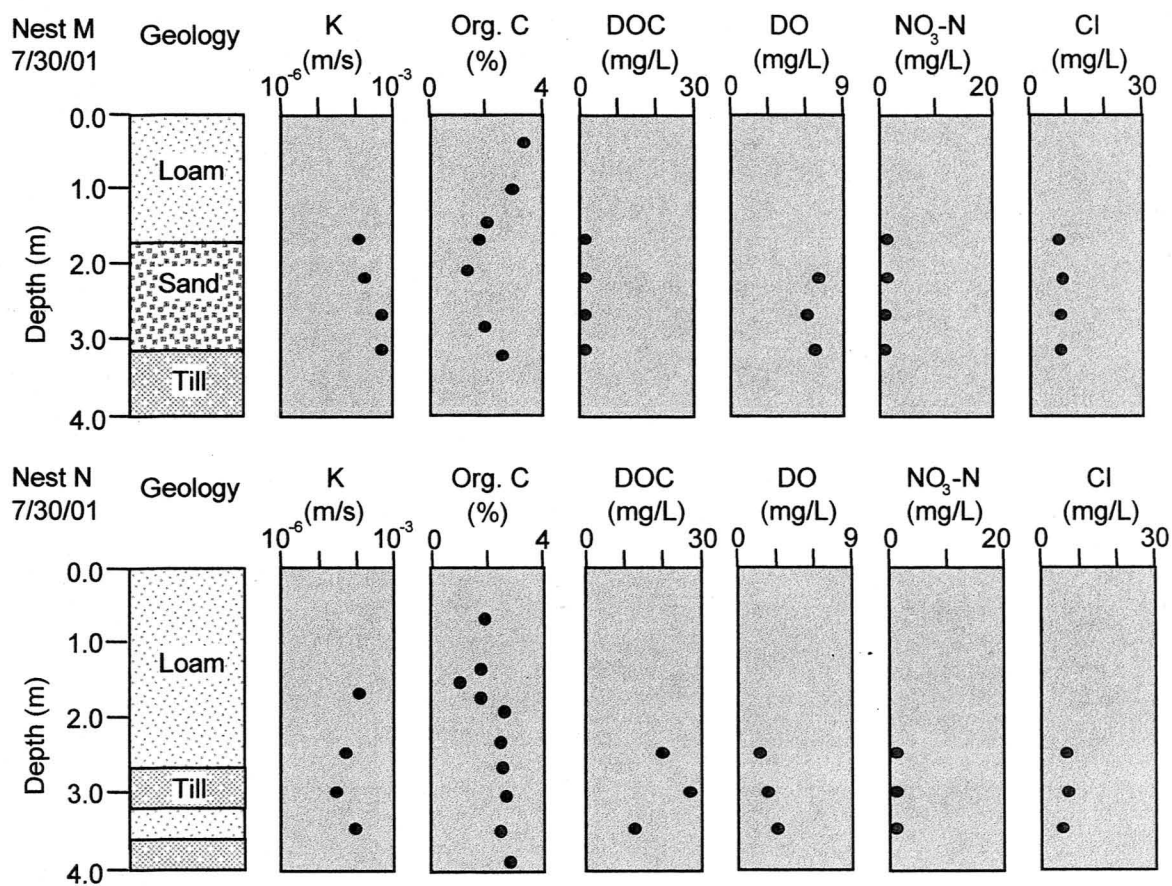 Nest M Geology K Org. C DOC DO NO₃-N Cl
7/30/01 (m/s) (%) (mg/L) (mg/L) (mg/L) (mg/L)
10⁻⁶ 10⁻³ 0 4 0 30 0 9 0 20 0 30
0.0
Loam
1.0
2.0
Sand
3.0
Till
4.0
Depth (m)
Nest N Geology K Org. C DOC DO NO₃-N Cl
7/30/01 (m/s) (%) (mg/L) (mg/L) (mg/L) (mg/L)
10⁻⁶ 10⁻³ 0 4 0 30 0 9 0 20 0 30
0.0
1.0
Loam
2.0
3.0
Till
4.0
Depth (m)